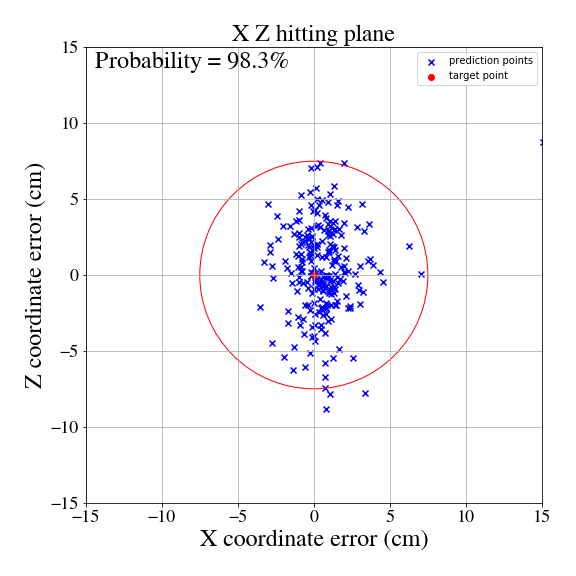 X Z hitting plane
Probability = 98.3%
prediction points
target point
15
10
5
0
−5
−10
−15
Z coordinate error (cm)
−15
−10
−5
0
5
10
15
X coordinate error (cm)